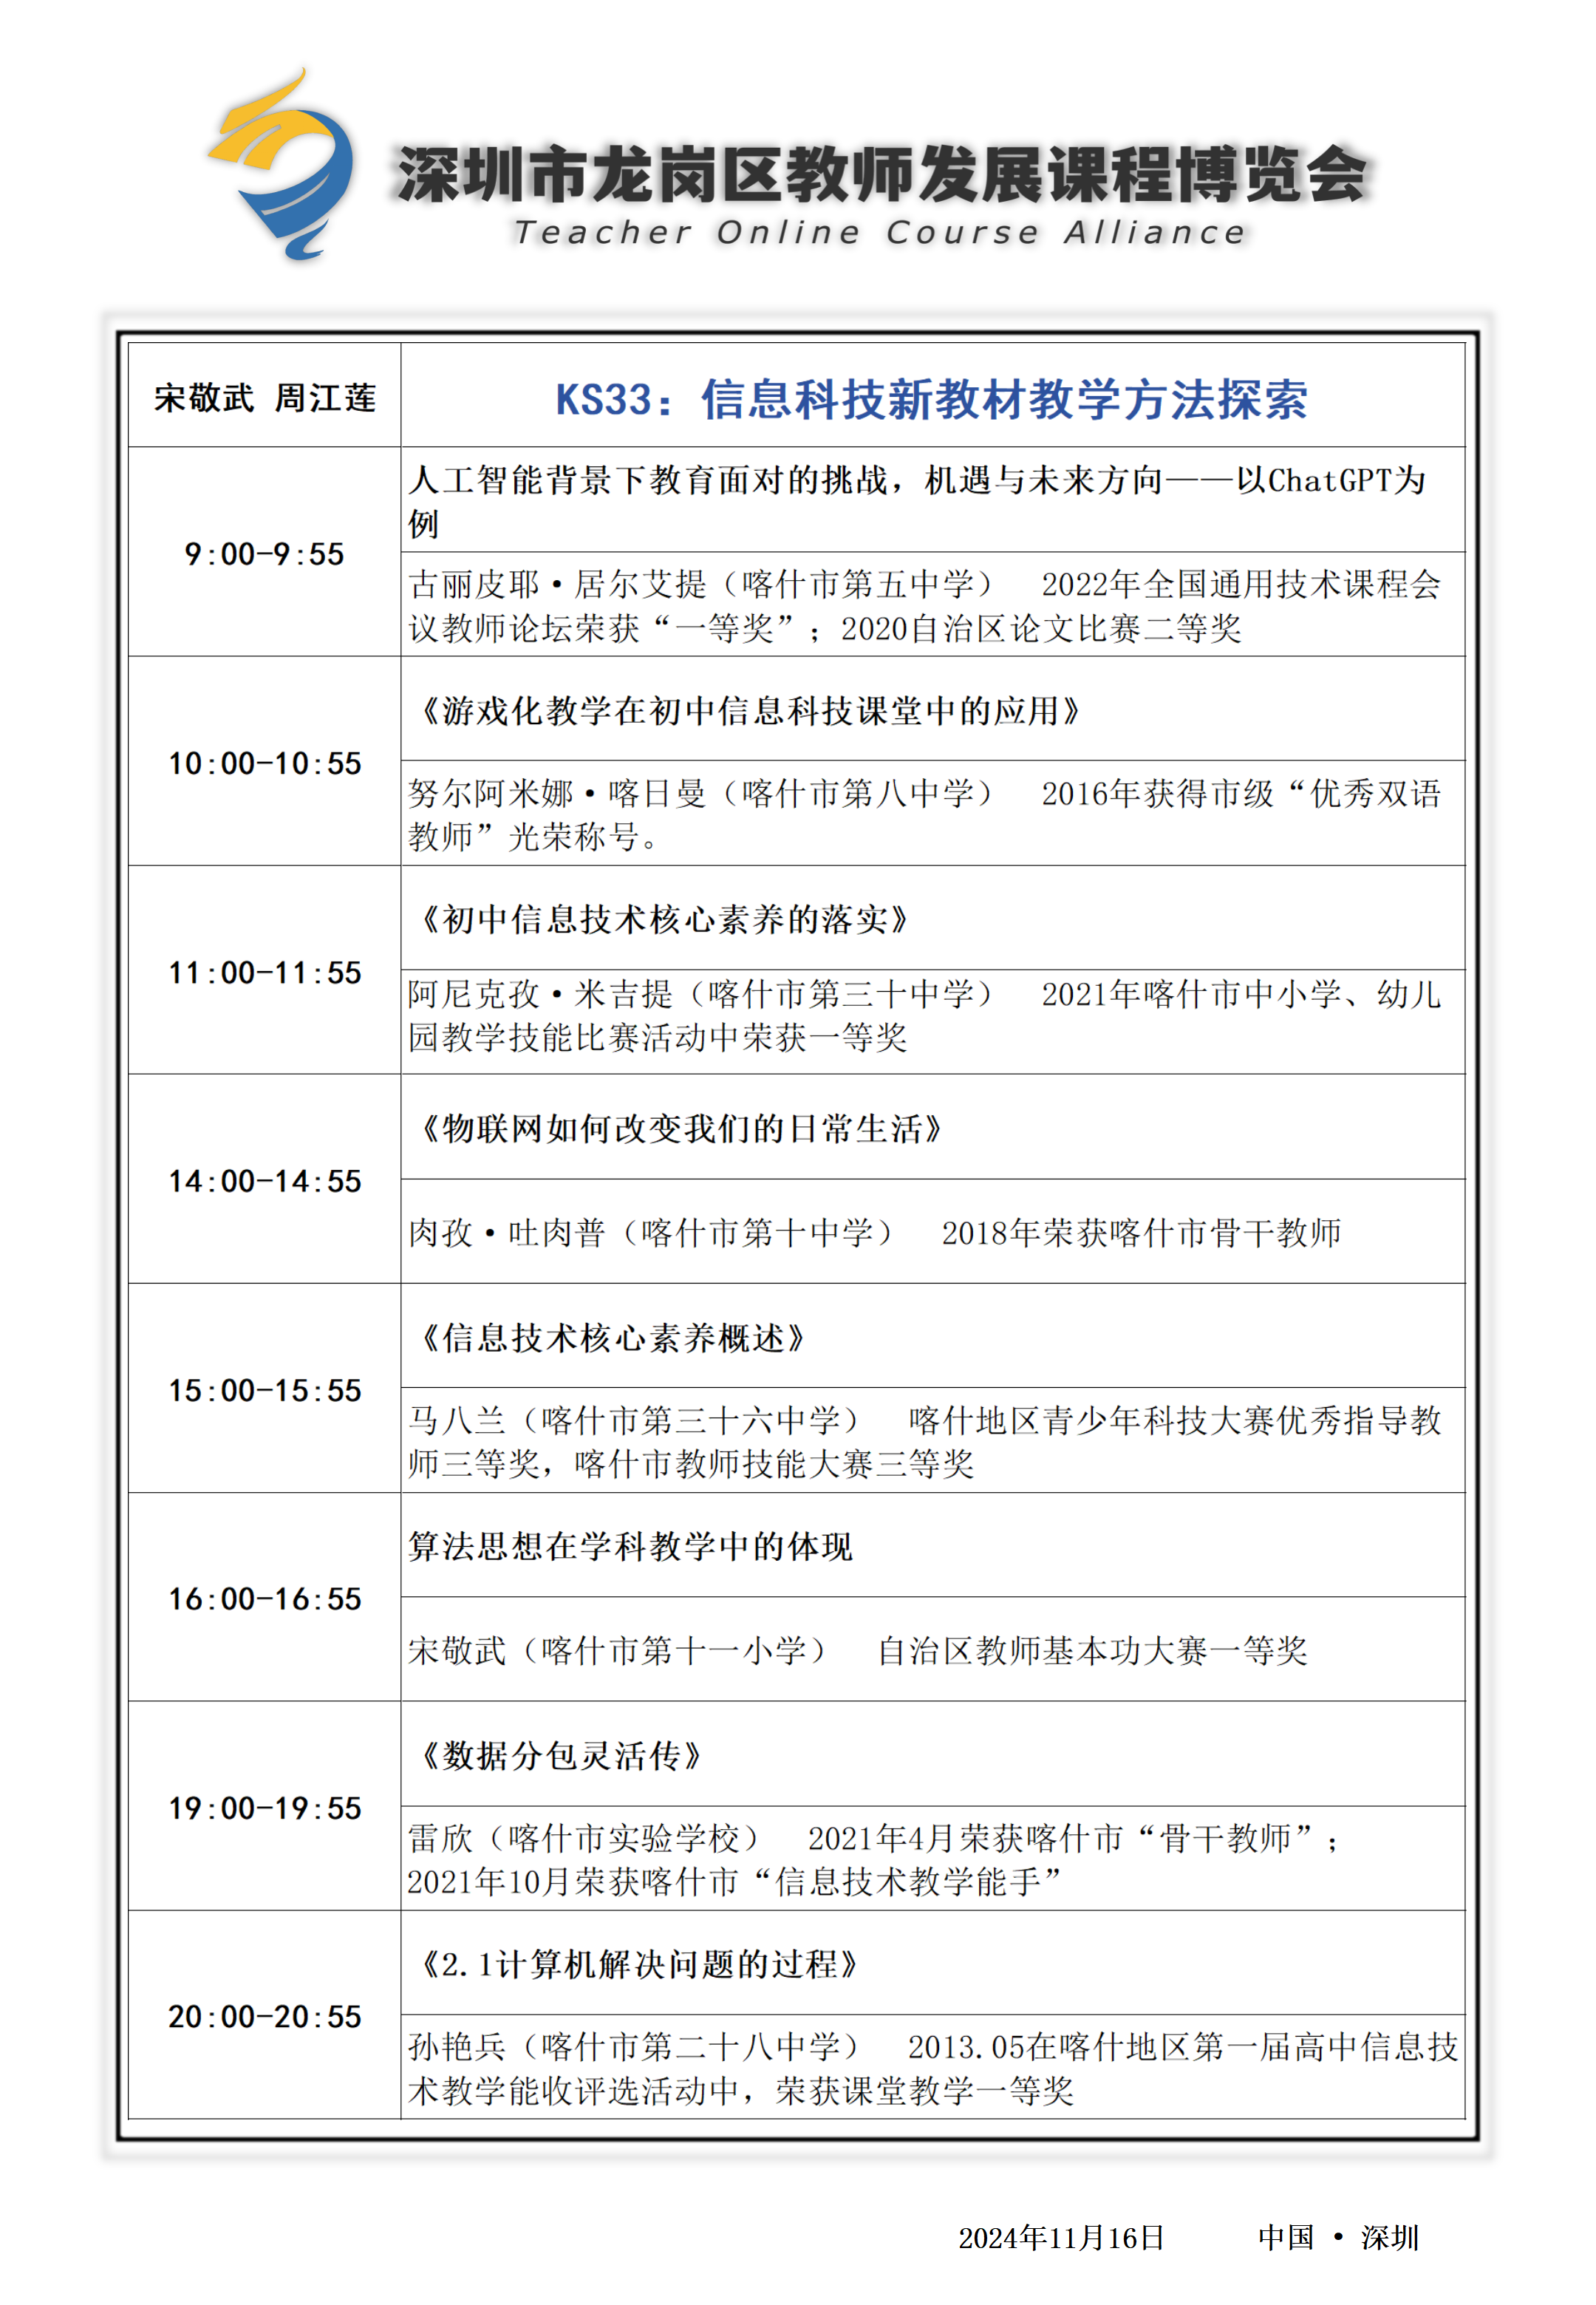 深圳市龙岗区教师发展课程博览会
Teacher Online Course Alliance
宋敬武 周江莲
KS33：信息科技新教材教学方法探索
9:00-9:55
人工智能背景下教育面对的挑战，机遇与未来方向——以ChatGPT为
例
古丽皮耶·居尔艾提（喀什市第五中学） 2022年全国通用技术课程会
议教师论坛荣获“一等奖”；2020自治区论文比赛二等奖
10:00-10:55
《游戏化教学在初中信息科技课堂中的应用》
努尔阿米娜·喀日曼（喀什市第八中学） 2016年获得市级“优秀双语
教师”光荣称号。
11:00-11:55
《初中信息技术核心素养的落实》
阿尼克孜·米吉提（喀什市第三十中学） 2021年喀什市中小学、幼儿
园教学技能比赛活动中荣获一等奖
14:00-14:55
《物联网如何改变我们的日常生活》
肉孜·吐肉普（喀什市第十中学） 2018年荣获喀什市骨干教师
15:00-15:55
《信息技术核心素养概述》
马八兰（喀什市第三十六中学） 喀什地区青少年科技大赛优秀指导教
师三等奖，喀什市教师技能大赛三等奖
16:00-16:55
算法思想在学科教学中的体现
宋敬武（喀什市第十一小学） 自治区教师基本功大赛一等奖
19:00-19:55
《数据分包灵活传》
雷欣（喀什市实验学校） 2021年4月荣获喀什市“骨干教师”；
2021年10月荣获喀什市“信息技术教学能手”
20:00-20:55
《2.1计算机解决问题的过程》
孙艳兵（喀什市第二十八中学） 2013.05在喀什地区第一届高中信息技
术教学能收评选活动中，荣获课堂教学一等奖
2024年11月16日 中国 · 深圳